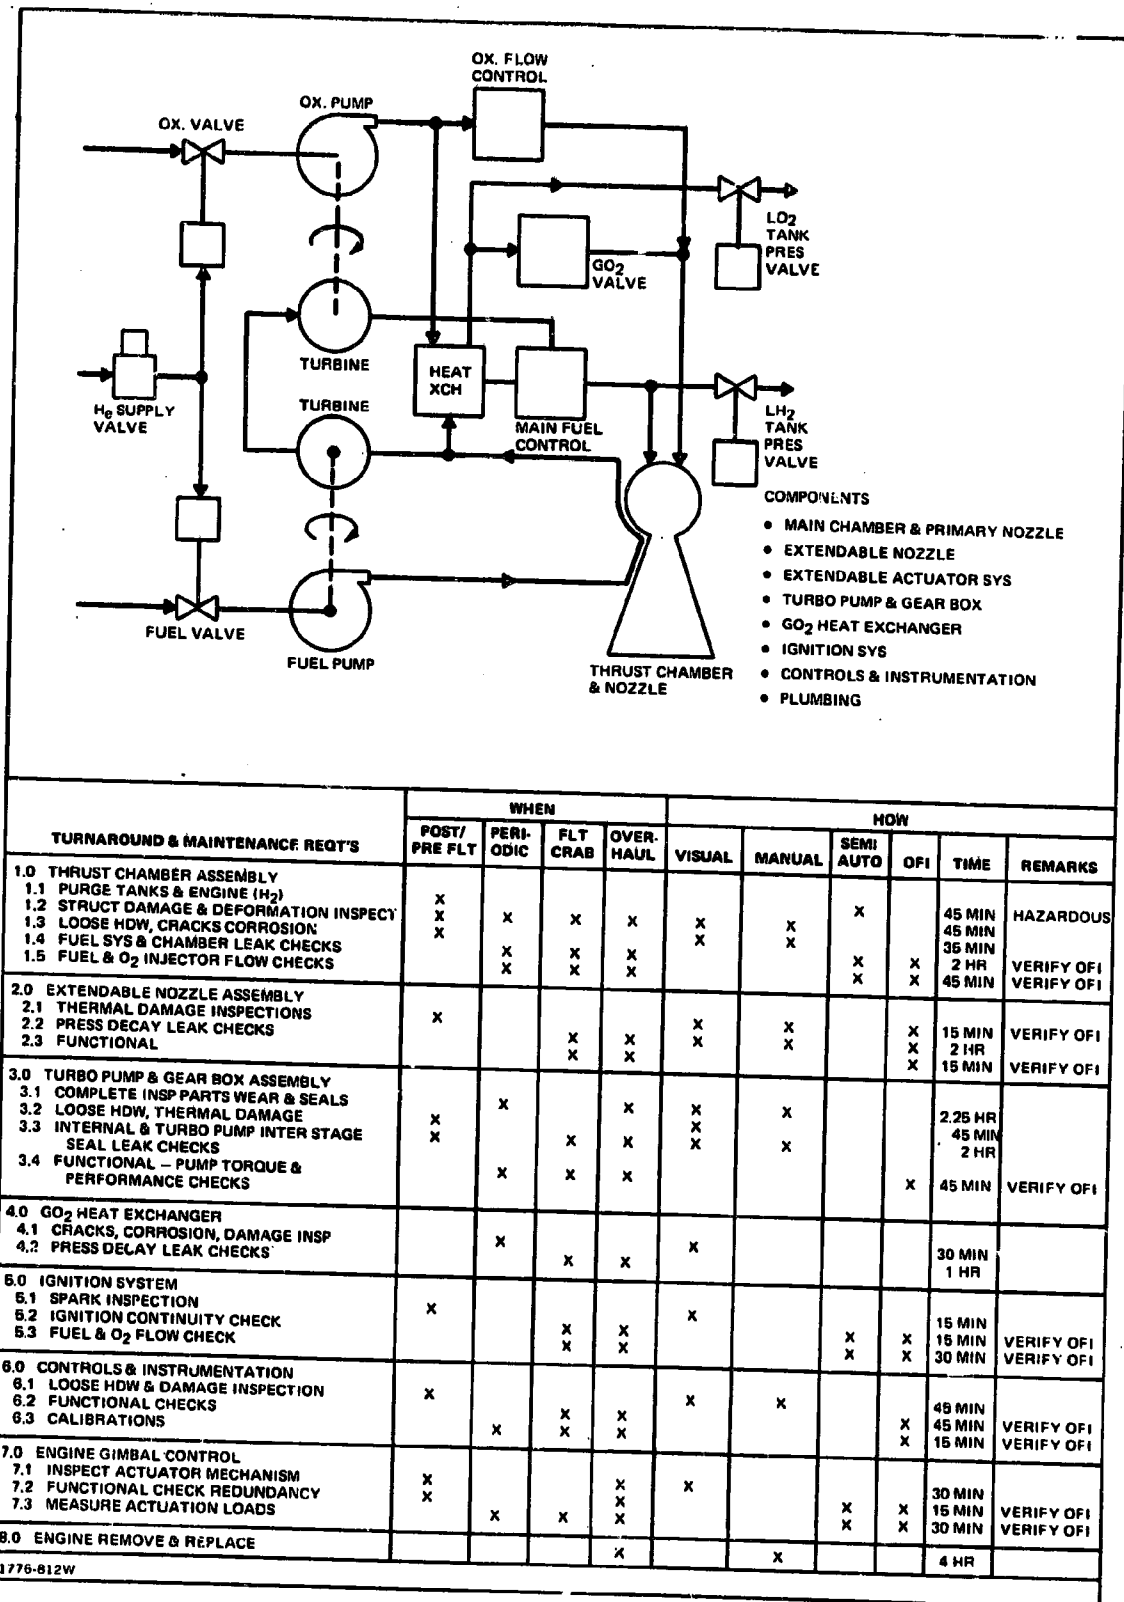 OX. FLOW
CONTROL
OX. PUMP
OX. VALVE
LO2
TANK
PRES
VALVE
GO2
VALVE
TURBINE
HEAT
XCH
TURBINE
He SUPPLY
VALVE
MAIN FUEL
CONTROL
LH2
TANK
PRES
VALVE
FUEL VALVE
FUEL PUMP
THRUST CHAMBER
& NOZZLE
COMPONENTS
• MAIN CHAMBER & PRIMARY NOZZLE
• EXTENDABLE NOZZLE
• EXTENDABLE ACTUATOR SYS
• TURBO PUMP & GEAR BOX
• GO2 HEAT EXCHANGER
• IGNITION SYS
• CONTROLS & INSTRUMENTATION
• PLUMBING
WHEN HOW
TURNAROUND & MAINTENANCE REQT'S POST/ PRE FLT PERI- ODIC FLT CRAB OVER- HAUL VISUAL MANUAL SEMI AUTO OFI TIME REMARKS
1.0 THRUST CHAMBER ASSEMBLY
1.1 PURGE TANKS & ENGINE (H2) X X 45 MIN HAZARDOUS
1.2 STRUCT DAMAGE & DEFORMATION INSPECT X X X X X X 45 MIN
1.3 LOOSE HDW, CRACKS CORROSION X X X 35 MIN
1.4 FUEL SYS & CHAMBER LEAK CHECKS X X X X X 2 HR VERIFY OFI
1.5 FUEL & O2 INJECTOR FLOW CHECKS X X X X X 45 MIN VERIFY OFI
2.0 EXTENDABLE NOZZLE ASSEMBLY
2.1 THERMAL DAMAGE INSPECTIONS X X X X 15 MIN VERIFY OFI
2.2 PRESS DECAY LEAK CHECKS X X X X X 2 HR
2.3 FUNCTIONAL X X X 15 MIN VERIFY OFI
3.0 TURBO PUMP & GEAR BOX ASSEMBLY
3.1 COMPLETE INSP PARTS WEAR & SEALS X X X X 2.25 HR
3.2 LOOSE HDW, THERMAL DAMAGE X X 45 MIN
3.3 INTERNAL & TURBO PUMP INTER STAGE X X X X X 2 HR
SEAL LEAK CHECKS
3.4 FUNCTIONAL – PUMP TORQUE &
PERFORMANCE CHECKS X X X X 45 MIN VERIFY OFI
4.0 GO2 HEAT EXCHANGER
4.1 CRACKS, CORROSION, DAMAGE INSP X X 30 MIN
4.2 PRESS DECAY LEAK CHECKS X X 1 HR
5.0 IGNITION SYSTEM
5.1 SPARK INSPECTION X X 15 MIN
5.2 IGNITION CONTINUITY CHECK X X X X 15 MIN VERIFY OFI
5.3 FUEL & O2 FLOW CHECK X X X X 30 MIN VERIFY OFI
6.0 CONTROLS & INSTRUMENTATION
6.1 LOOSE HDW & DAMAGE INSPECTION X X X 45 MIN
6.2 FUNCTIONAL CHECKS X X X 45 MIN VERIFY OFI
6.3 CALIBRATIONS X X X X 15 MIN VERIFY OFI
7.0 ENGINE GIMBAL CONTROL
7.1 INSPECT ACTUATOR MECHANISM X X X 30 MIN
7.2 FUNCTIONAL CHECK REDUNDANCY X X X X 15 MIN VERIFY OFI
7.3 MEASURE ACTUATION LOADS X X X X X 30 MIN VERIFY OFI
8.0 ENGINE REMOVE & REPLACE X X 4 HR
1776-812W